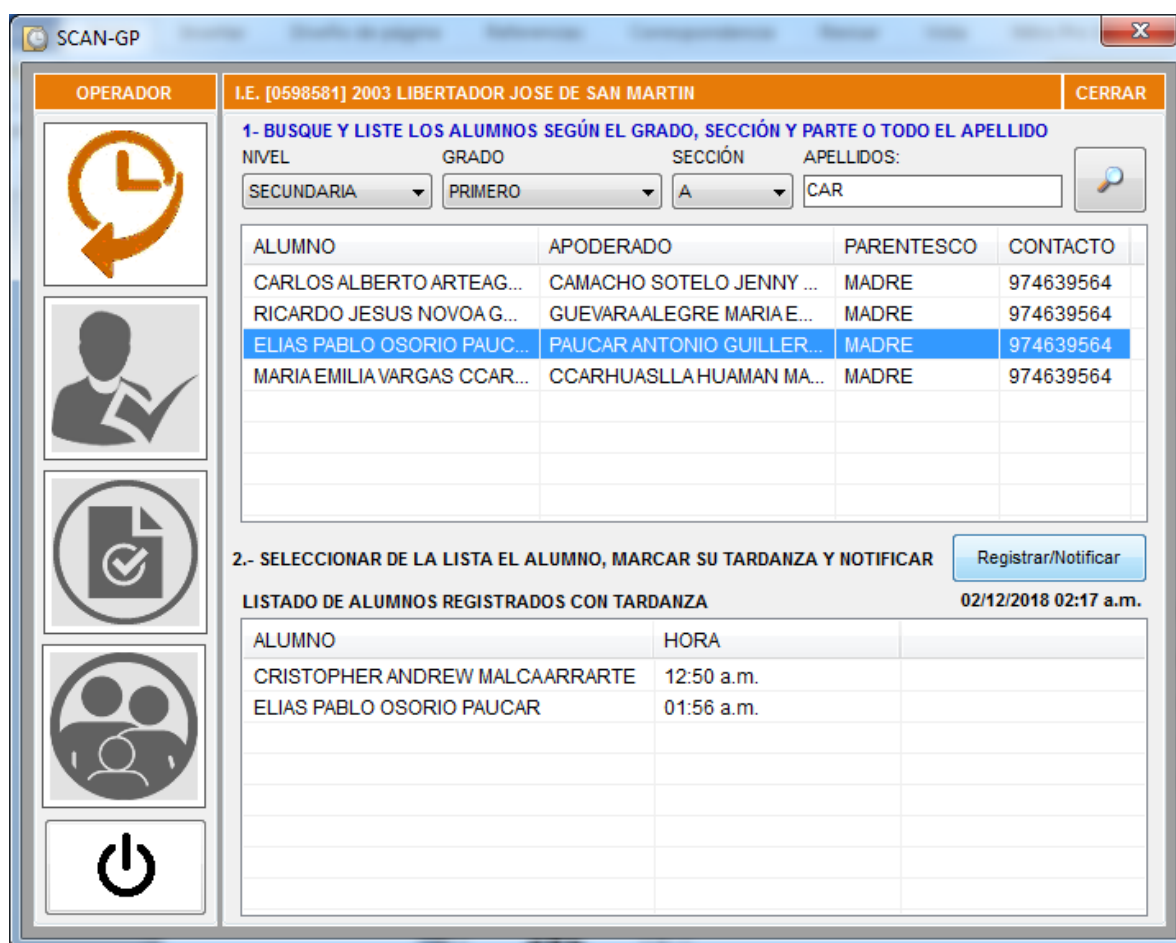 SCAN-GP
OPERADOR
I.E. [0598581] 2003 LIBERTADOR JOSE DE SAN MARTIN CERRAR
1- BUSQUE Y LISTE LOS ALUMNOS SEGÚN EL GRADO, SECCIÓN Y PARTE O TODO EL APELLIDO
NIVEL GRADO SECCIÓN APELLIDOS:
SECUNDARIA PRIMERO A CAR
ALUMNO APODERADO PARENTESCO CONTACTO
CARLOS ALBERTO ARTEAG... CAMACHO SOTELO JENNY ... MADRE 974639564
RICARDO JESUS NOVOA G... GUEVARA ALEGRE MARIA E... MADRE 974639564
ELIAS PABLO OSORIO PAUC... PAUCAR ANTONIO GUILLER... MADRE 974639564
MARIA EMILIA VARGAS CCAR... CCARHUASLLA HUAMAN MA... MADRE 974639564
2.- SELECCIONAR DE LA LISTA EL ALUMNO, MARCAR SU TARDANZA Y NOTIFICAR Registrar/Notificar
LISTADO DE ALUMNOS REGISTRADOS CON TARDANZA 02/12/2018 02:17 a.m.
ALUMNO HORA
CRISTOPHER ANDREW MALCA ARRARTE 12:50 a.m.
ELIAS PABLO OSORIO PAUCAR 01:56 a.m.